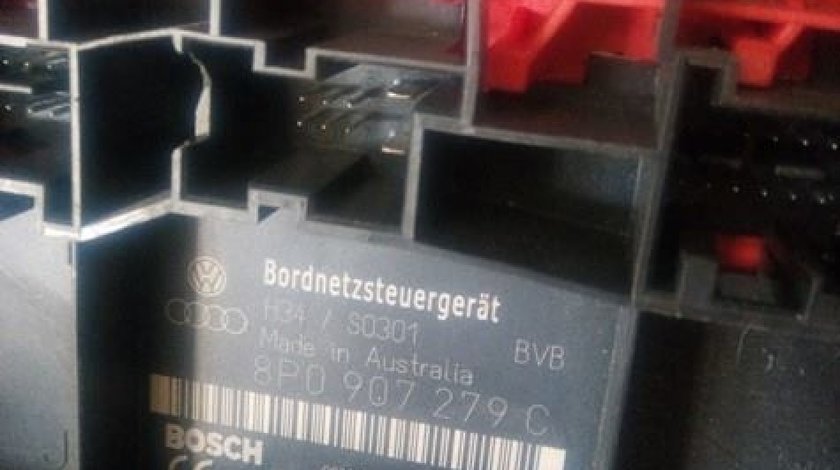 Bordnetzsteuergerät
H34 / S0301 BVB
Made in Australia
8P0 907 279 C
BOSCH